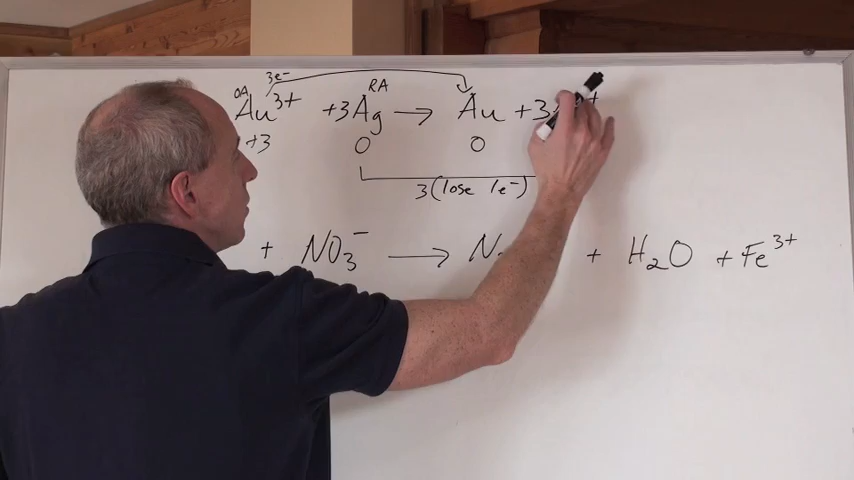 OA 3e- RA
Au³⁺ +3Ag → Au +3
+3 0 0
3(lose 1e-)
+ NO₃⁻ → N + H₂O + Fe³⁺